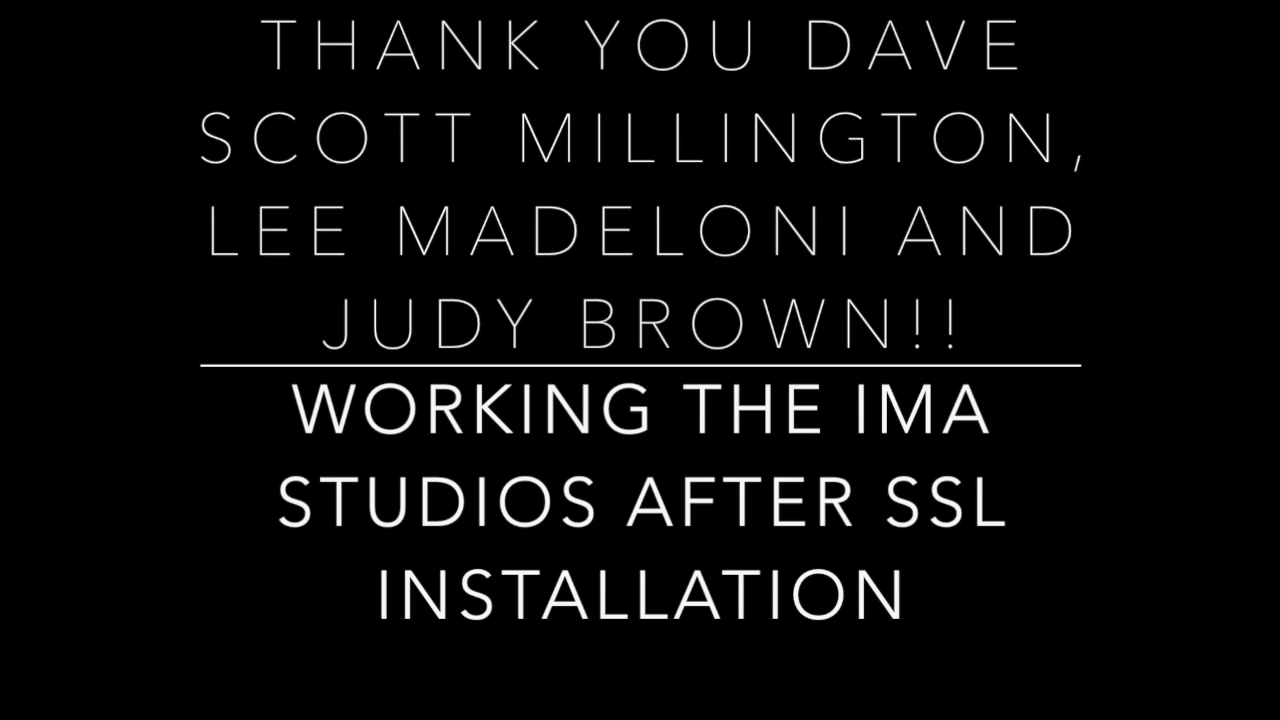 THANK YOU DAVE
SCOTT MILLINGTON,
LEE MADELONI AND
JUDY BROWN!!
WORKING THE IMA
STUDIOS AFTER SSL
INSTALLATION